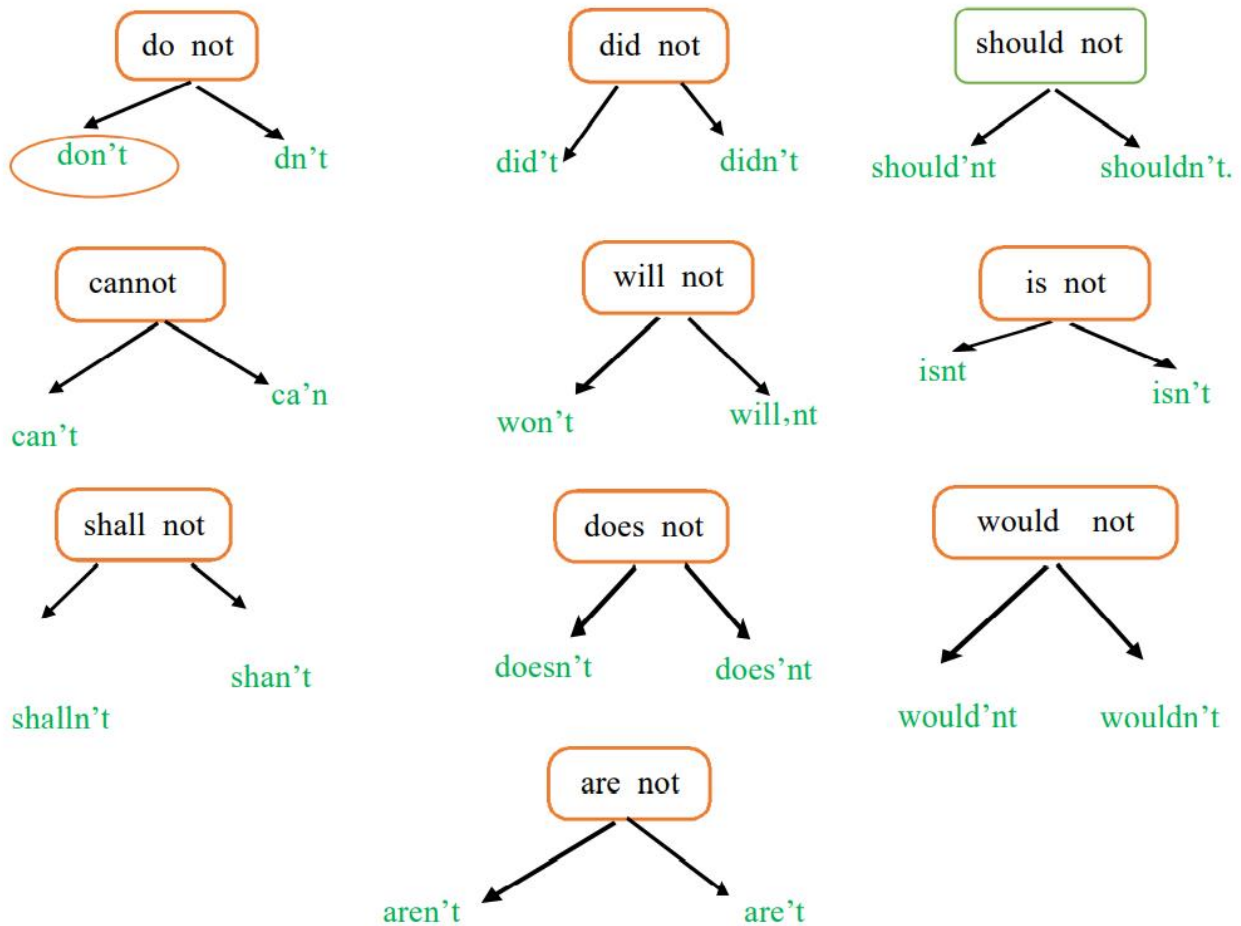 do not
did not
should not
don’t
dn’t
did’t
didn’t
should’nt
shouldn’t.
cannot
will not
is not
can’t
ca’n
won’t
will,nt
isnt
isn’t
shall not
does not
would not
shalln’t
shan’t
doesn’t
does’nt
would’nt
wouldn’t
are not
aren’t
are’t